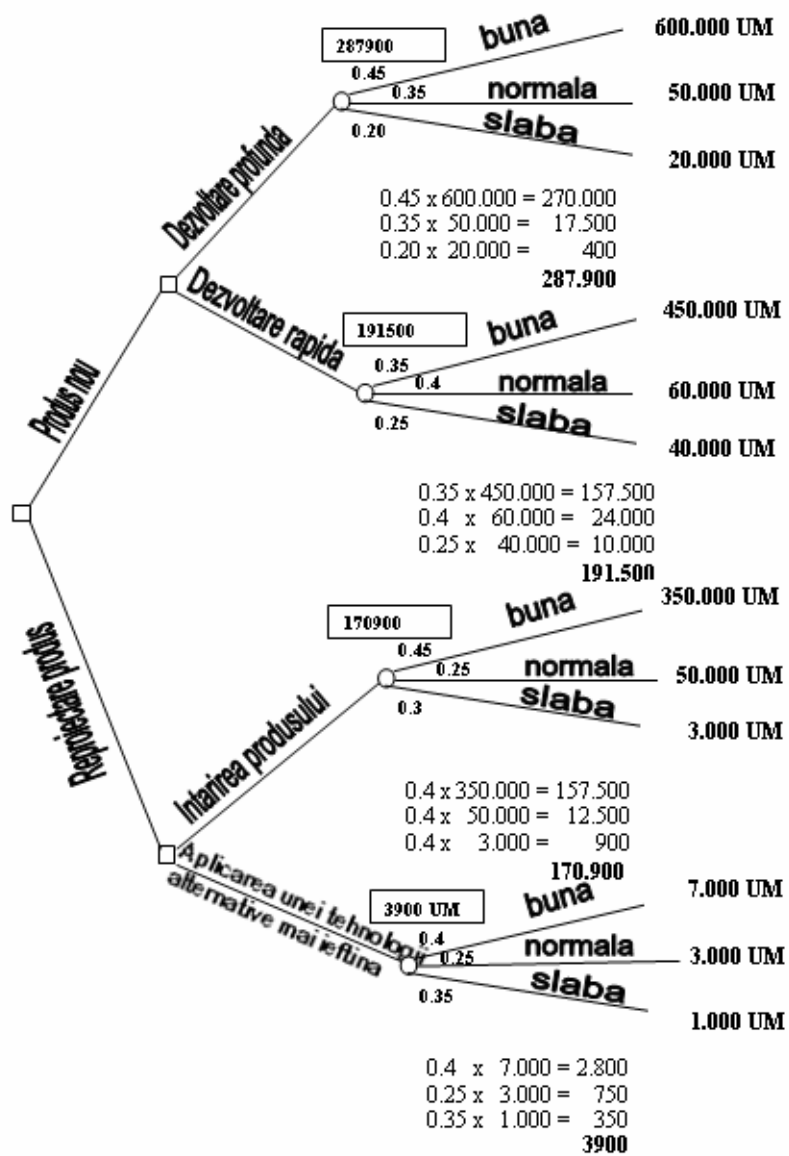 buna
600.000 UM
287900
0.45
0.35
normala
50.000 UM
0.20
slaba
20.000 UM
Dezvoltare profunda
0.45 x 600.000 = 270.000
0.35 x 50.000 = 17.500
0.20 x 20.000 = 400
287.900
Dezvoltare rapida
191500
buna
450.000 UM
0.35
0.4
normala
60.000 UM
0.25
slaba
40.000 UM
Produs nou
0.35 x 450.000 = 157.500
0.4 x 60.000 = 24.000
0.25 x 40.000 = 10.000
191.500
Reproiectare produs
170900
buna
350.000 UM
0.45
0.25
normala
50.000 UM
0.3
slaba
3.000 UM
Intarirea produsului
0.4 x 350.000 = 157.500
0.4 x 50.000 = 12.500
0.4 x 3.000 = 900
170.900
Aplicarea unei tehnologii
alternative mai ieftina
3900 UM
buna
7.000 UM
0.4
0.25
normala
3.000 UM
0.35
slaba
1.000 UM
0.4 x 7.000 = 2.800
0.25 x 3.000 = 750
0.35 x 1.000 = 350
3900